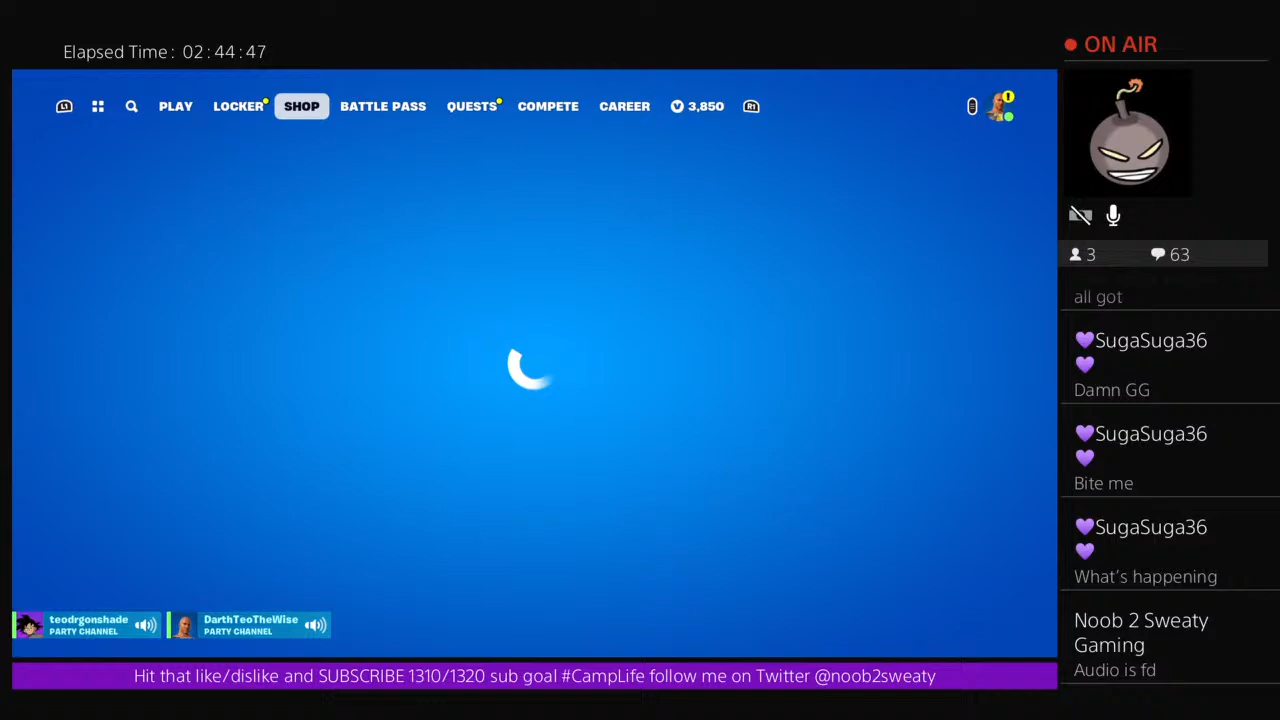 Elapsed Time: 02:44:47
ON AIR
L1 PLAY LOCKER SHOP BATTLE PASS QUESTS COMPETE CAREER V 3,850 R1
!
3 63
all got
💜SugaSuga36
💜
Damn GG
💜SugaSuga36
💜
Bite me
💜SugaSuga36
💜
What's happening
Noob 2 Sweaty
Gaming
Audio is fd
teodrgonshade
PARTY CHANNEL
DarthTeoTheWise
PARTY CHANNEL
Hit that like/dislike and SUBSCRIBE 1310/1320 sub goal #CampLife follow me on Twitter @noob2sweaty